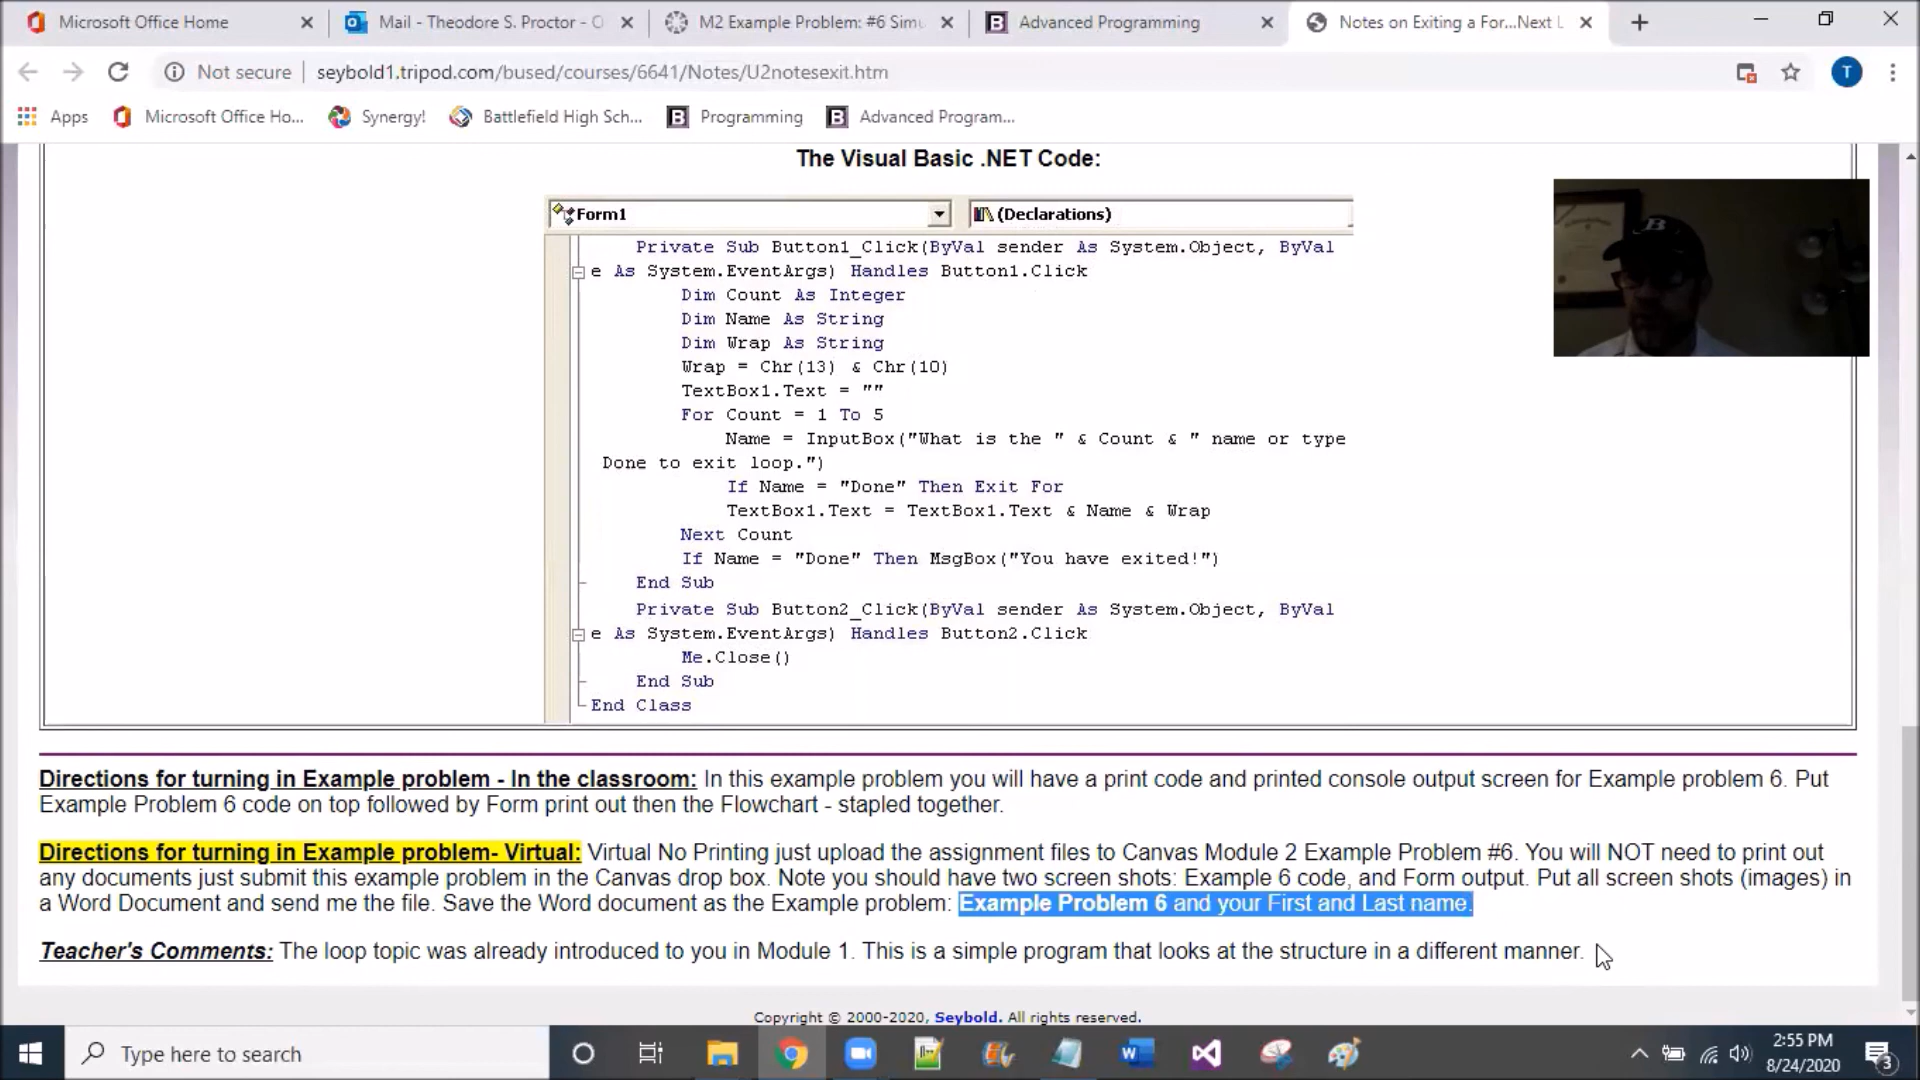 Microsoft Office Home
Mail - Theodore S. Proctor - O
M2 Example Problem: #6 Simu
Advanced Programming
Notes on Exiting a For...Next L
Not secure
seybold1.tripod.com/bused/courses/6641/Notes/U2notesexit.htm
T
Apps
Microsoft Office Ho...
Synergy!
Battlefield High Sch...
Programming
Advanced Program...
The Visual Basic .NET Code:
Form1
(Declarations)
Private Sub Button1_Click(ByVal sender As System.Object, ByVal
e As System.EventArgs) Handles Button1.Click
Dim Count As Integer
Dim Name As String
Dim Wrap As String
Wrap = Chr(13) & Chr(10)
TextBox1.Text = ""
For Count = 1 To 5
Name = InputBox("What is the " & Count & " name or type
Done to exit loop.")
If Name = "Done" Then Exit For
TextBox1.Text = TextBox1.Text & Name & Wrap
Next Count
If Name = "Done" Then MsgBox("You have exited!")
End Sub
Private Sub Button2_Click(ByVal sender As System.Object, ByVal
e As System.EventArgs) Handles Button2.Click
Me.Close()
End Sub
End Class
Directions for turning in Example problem - In the classroom: In this example problem you will have a print code and printed console output screen for Example problem 6. Put
Example Problem 6 code on top followed by Form print out then the Flowchart - stapled together.
Directions for turning in Example problem- Virtual: Virtual No Printing just upload the assignment files to Canvas Module 2 Example Problem #6. You will NOT need to print out
any documents just submit this example problem in the Canvas drop box. Note you should have two screen shots: Example 6 code, and Form output. Put all screen shots (images) in
a Word Document and send me the file. Save the Word document as the Example problem: Example Problem 6 and your First and Last name.
Teacher's Comments: The loop topic was already introduced to you in Module 1. This is a simple program that looks at the structure in a different manner.
Copyright © 2000-2020, Seybold. All rights reserved.
Type here to search
2:55 PM
8/24/2020
3